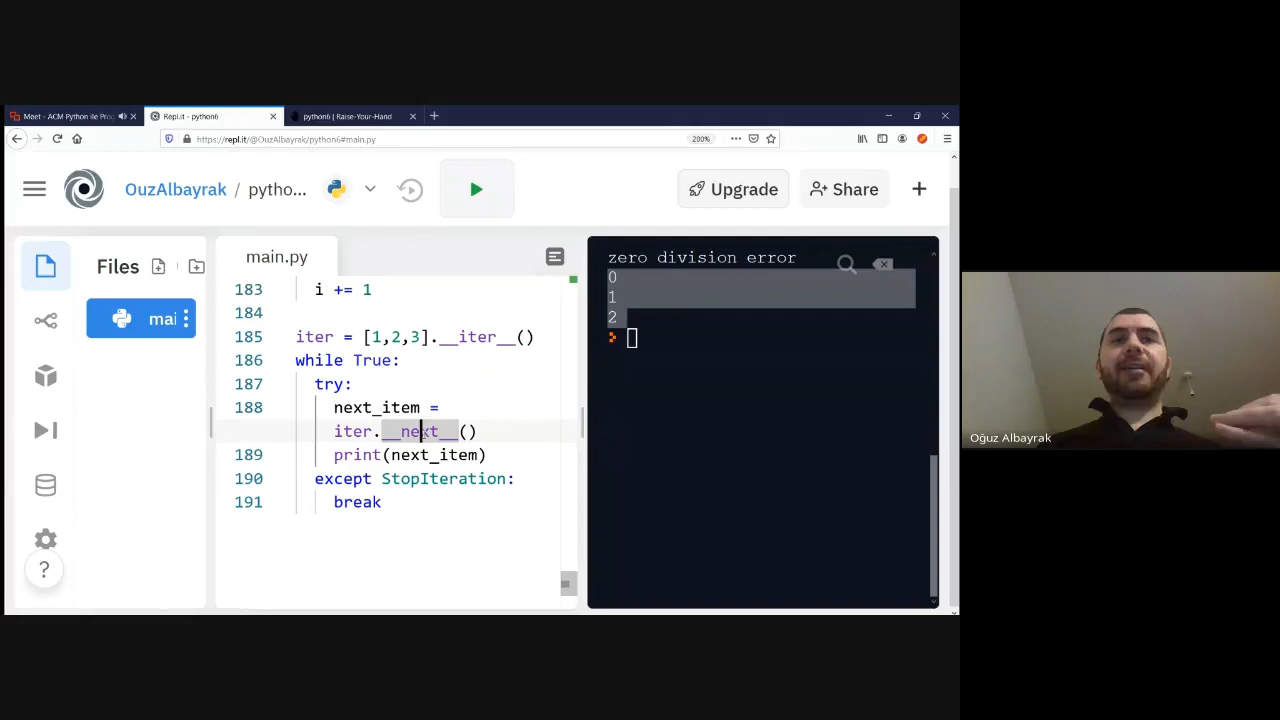 Meet - ACM Python ile Prog
Repl.it - python6
python6 | Raise-Your-Hand
https://repl.it/@OuzAlbayrak/python6#main.py
200%
OuzAlbayrak / pytho...
Upgrade
Share
Files
mai
main.py
183 i += 1
184
185 iter = [1,2,3].__iter__()
186 while True:
187 try:
188 next_item =
iter.__next__()
189 print(next_item)
190 except StopIteration:
191 break
?
zero division error
0
1
2
Oğuz Albayrak